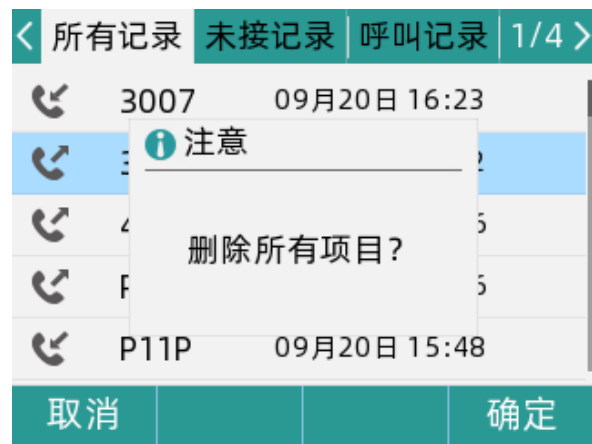 所有记录 未接记录 呼叫记录 1/4
3007 09月20日 16:23
注意
删除所有项目?
P11P 09月20日 15:48
取消 确定